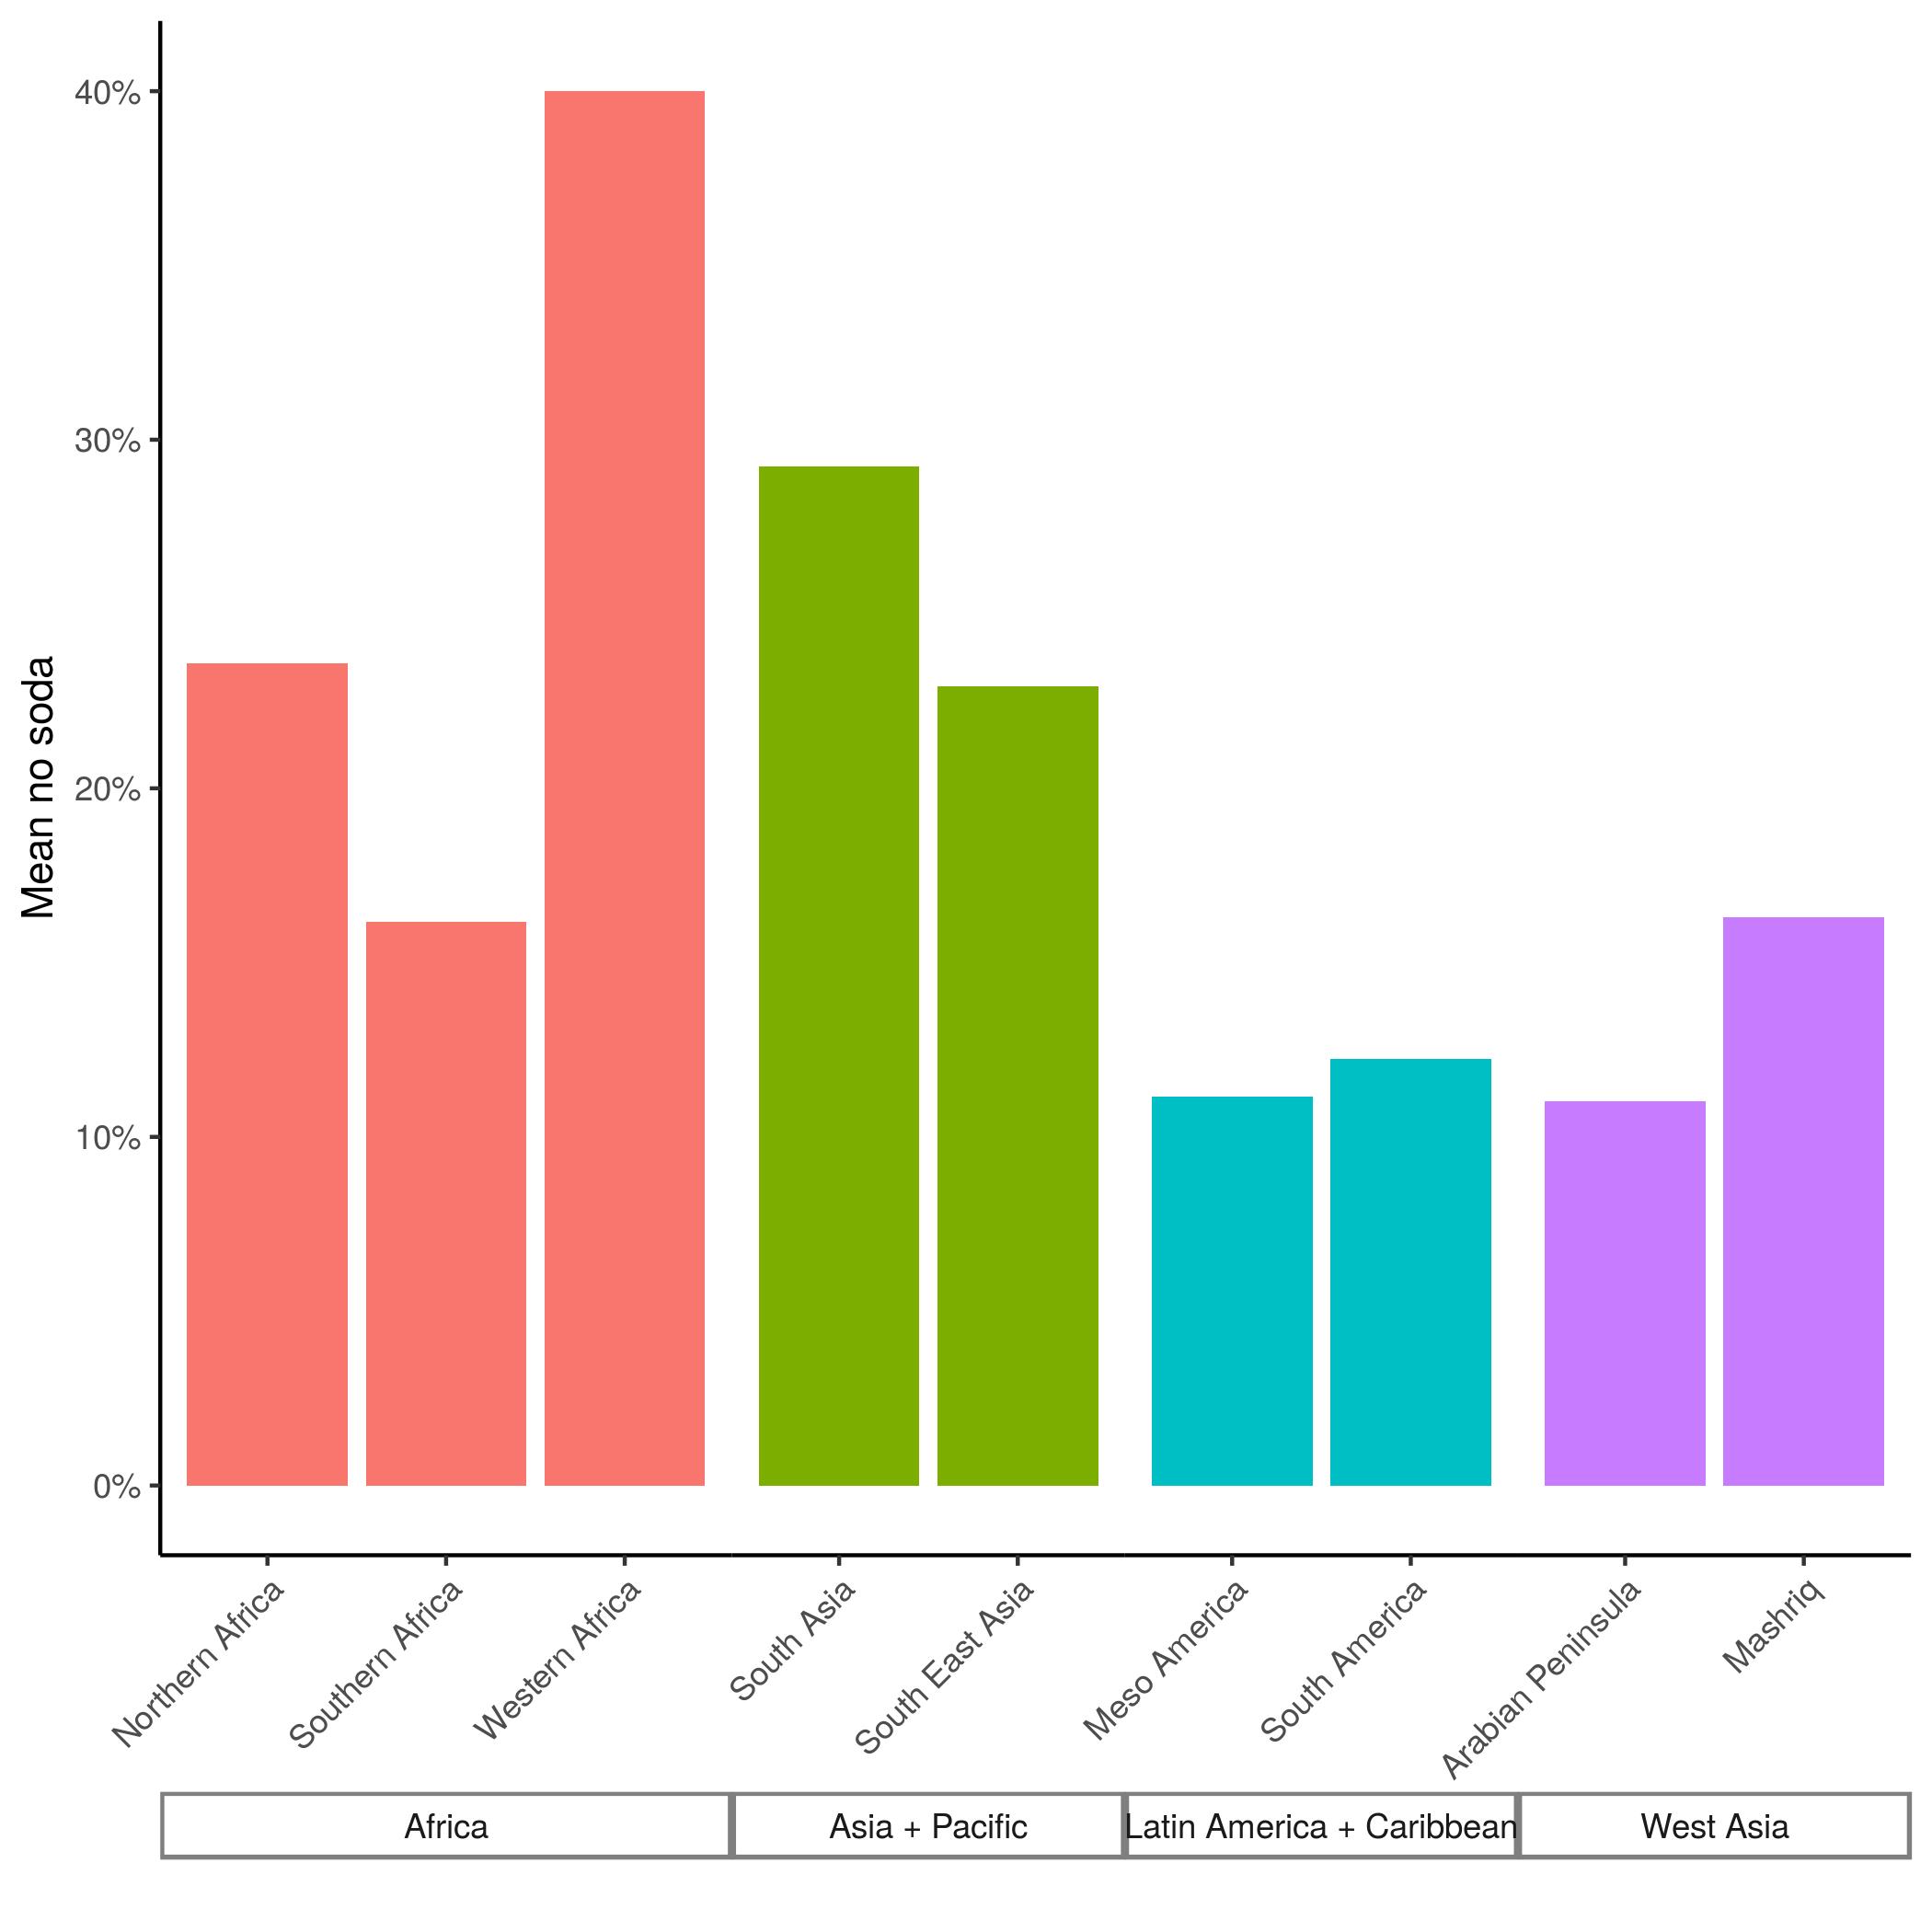 Mean no soda
40%
30%
20%
10%
0%
Northern Africa
Southern Africa
Western Africa
South Asia
South East Asia
Meso America
South America
Arabian Peninsula
Mashriq
Africa
Asia + Pacific
Latin America + Caribbean
West Asia